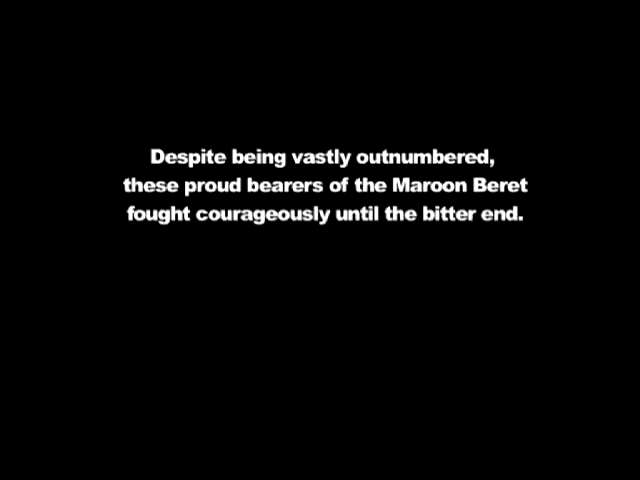 Despite being vastly outnumbered,
these proud bearers of the Maroon Beret
fought courageously until the bitter end.